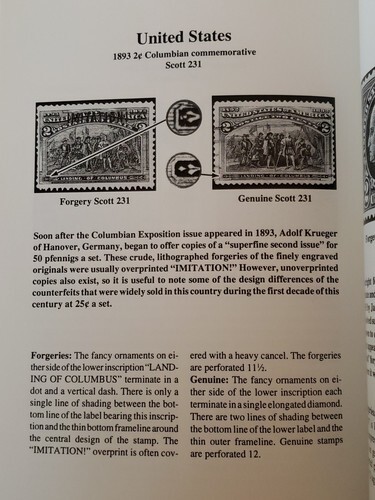 United States
1893 2¢ Columbian commemorative
Scott 231
IMITATION
2 2
LANDING OF COLUMBUS
2 2
LANDING OF COLUMBUS
Forgery Scott 231
Genuine Scott 231
Soon after the Columbian Exposition issue appeared in 1893, Adolf Krueger
of Hanover, Germany, began to offer copies of a “superfine second issue” for
50 pfennigs a set. These crude, lithographed forgeries of the finely engraved
originals were usually overprinted “IMITATION!” However, unoverprinted
copies also exist, so it is useful to note some of the design differences of the
counterfeits that were widely sold in this country during the first decade of this
century at 25¢ a set.
Forgeries: The fancy ornaments on ei-
ther side of the lower inscription “LAND-
ING OF COLUMBUS” terminate in a
dot and a vertical dash. There is only a
single line of shading between the bot-
tom line of the label bearing this inscrip-
tion and the thin bottom frameline around
the central design of the stamp. The
“IMITATION!” overprint is often cov-
ered with a heavy cancel. The forgeries
are perforated 11½.
Genuine: The fancy ornaments on ei-
ther side of the lower inscription each
terminate in a single elongated diamond.
There are two lines of shading between
the bottom line of the lower label and the
thin outer frameline. Genuine stamps
are perforated 12.